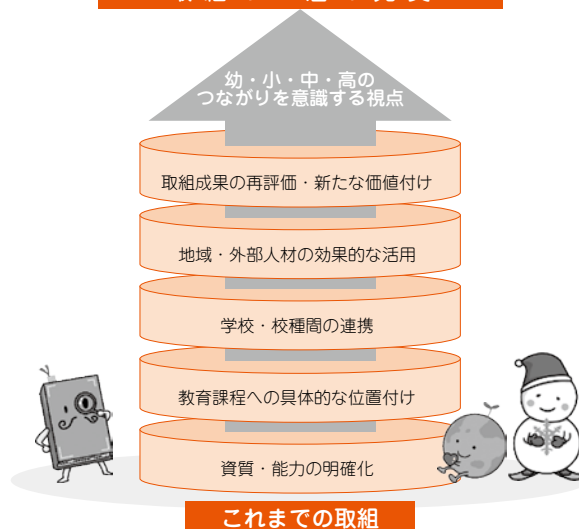 幼・小・中・高の
つながりを意識する視点
取組成果の再評価・新たな価値付け
地域・外部人材の効果的な活用
学校・校種間の連携
教育課程への具体的な位置付け
資質・能力の明確化
これまでの取組